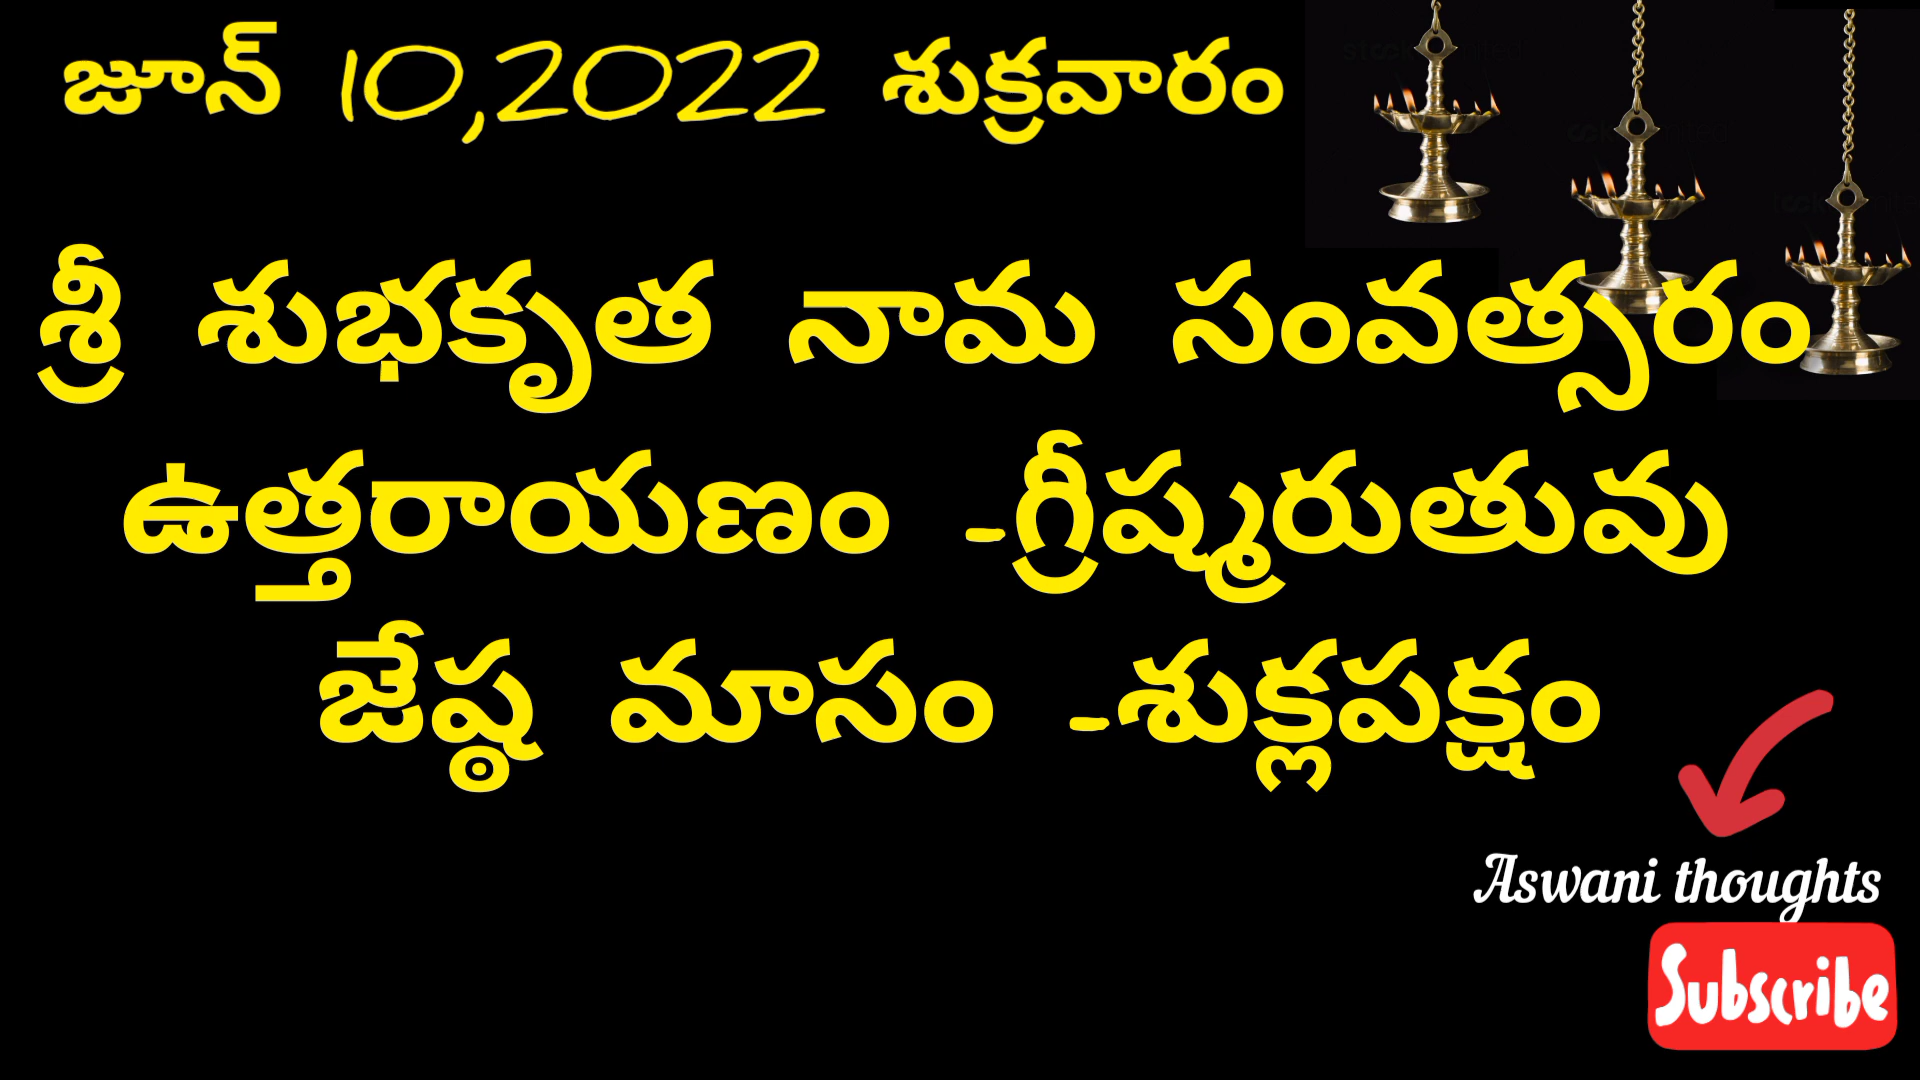 జూన్ 10,2022 శుక్రవారం
శ్రీ శుభకృత నామ సంవత్సరం
ఉత్తరాయణం -గ్రీష్మరుతువు
జేష్ఠ మాసం -శుక్లపక్షం
Aswani thoughts
Subscribe